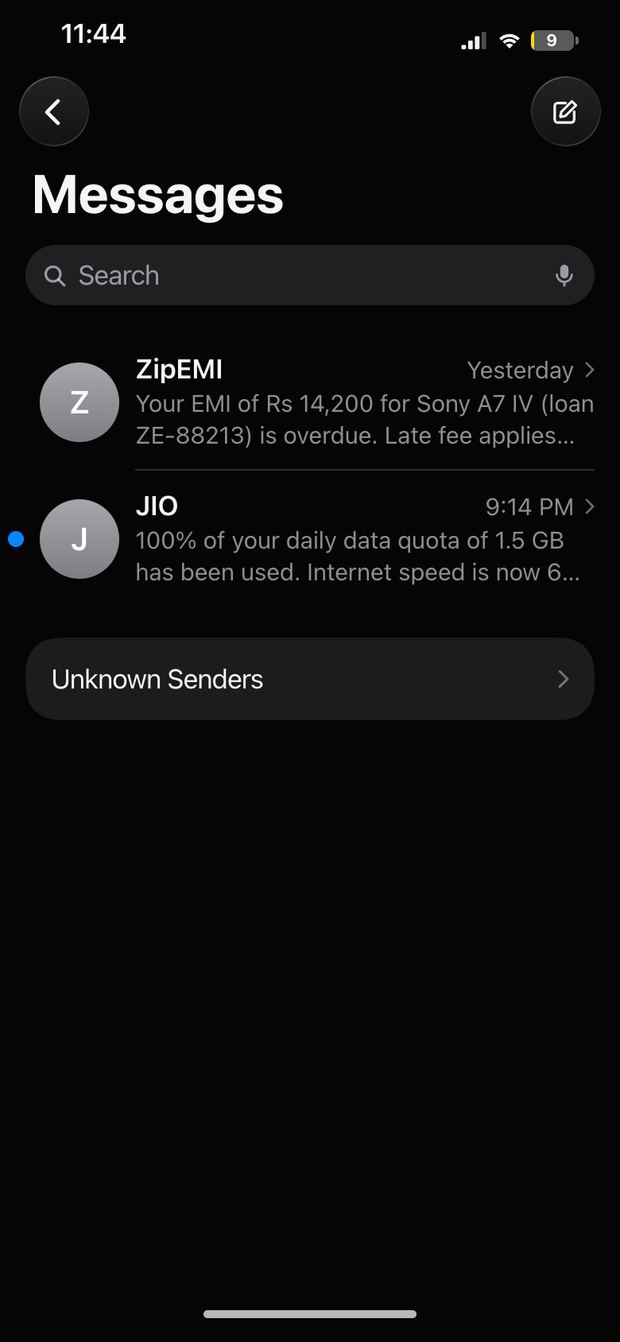 11:44
9
Messages
Search
ZipEMI
Yesterday
Your EMI of Rs 14,200 for Sony A7 IV (loan
ZE-88213) is overdue. Late fee applies...
JIO
9:14 PM
J
100% of your daily data quota of 1.5 GB
has been used. Internet speed is now 6...
Z
Unknown Senders